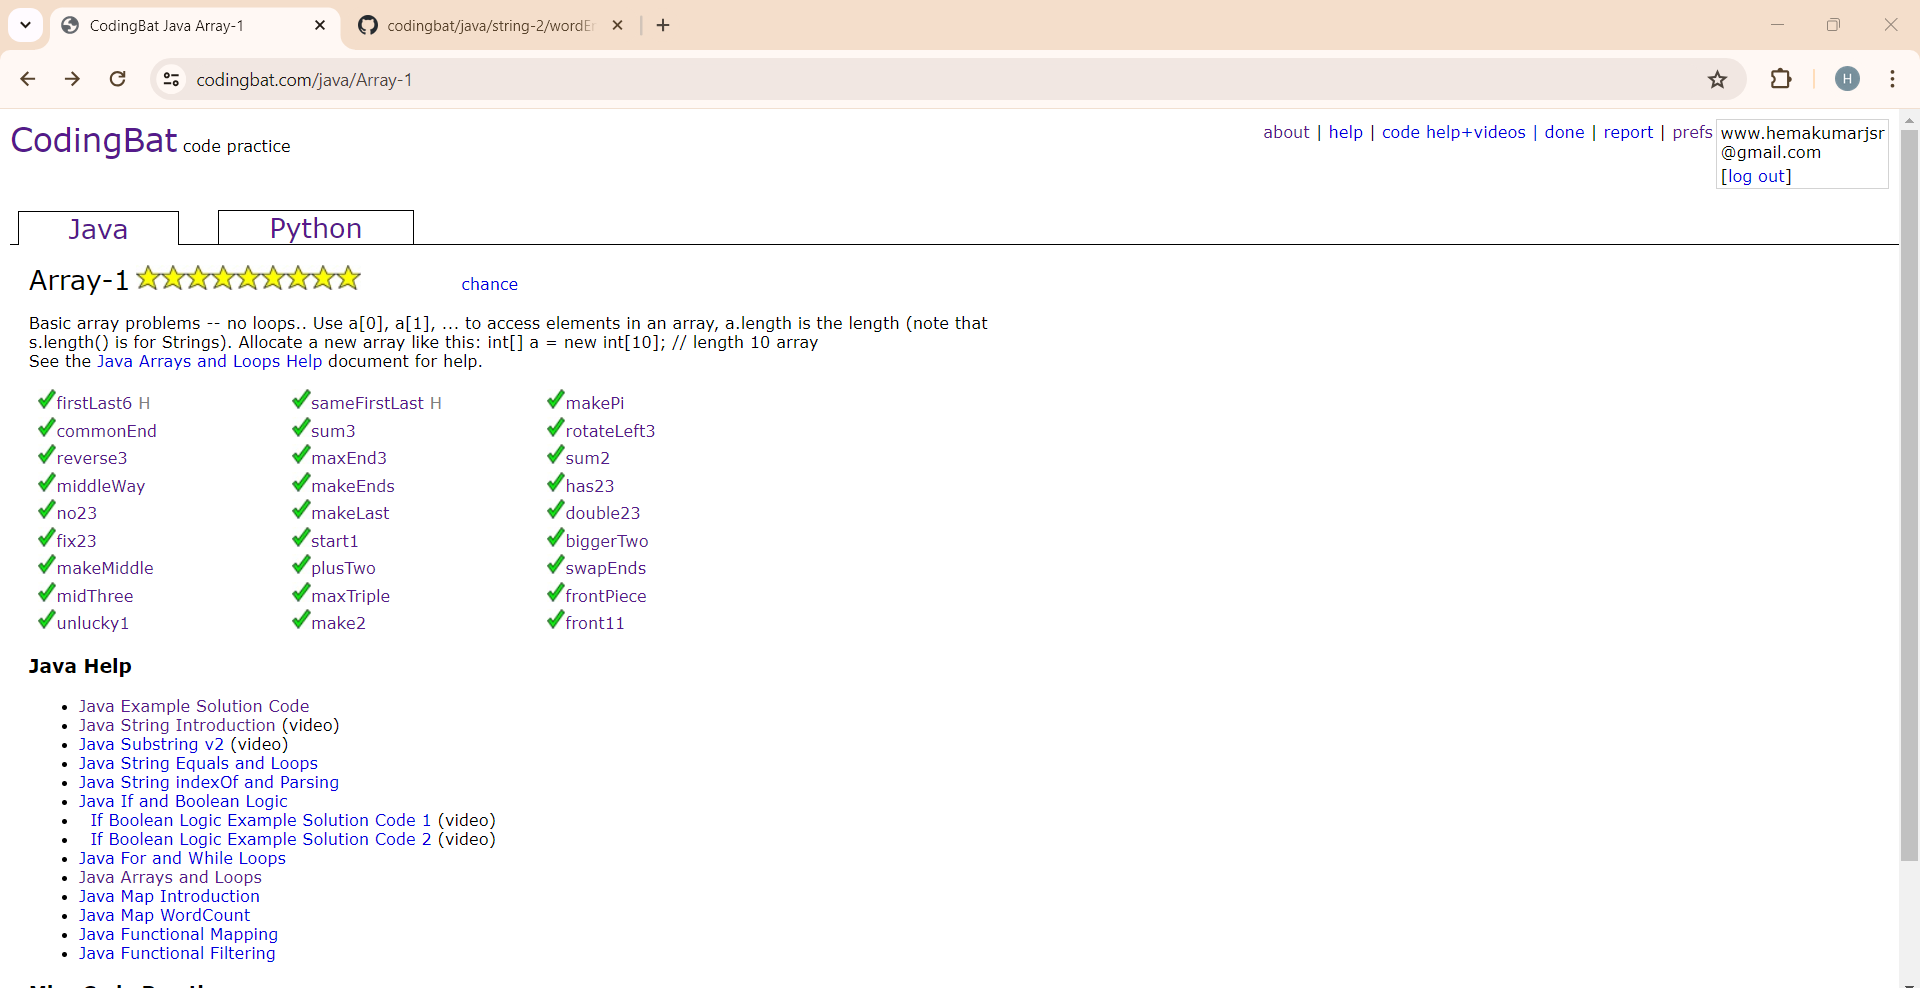 CodingBat Java Array-1
codingbat/java/string-2/wordEn
codingbat.com/java/Array-1
H
CodingBat code practice
about | help | code help+videos | done | report | prefs
www.hemakumarjsr
@gmail.com
[log out]
Java
Python
Array-1
chance
Basic array problems -- no loops.. Use a[0], a[1], ... to access elements in an array, a.length is the length (note that
s.length() is for Strings). Allocate a new array like this: int[] a = new int[10]; // length 10 array
See the Java Arrays and Loops Help document for help.
firstLast6 H sameFirstLast H makePi
commonEnd sum3 rotateLeft3
reverse3 maxEnd3 sum2
middleWay makeEnds has23
no23 makeLast double23
fix23 start1 biggerTwo
makeMiddle plusTwo swapEnds
midThree maxTriple frontPiece
unlucky1 make2 front11
Java Help
Java Example Solution Code
Java String Introduction (video)
Java Substring v2 (video)
Java String Equals and Loops
Java String indexOf and Parsing
Java If and Boolean Logic
If Boolean Logic Example Solution Code 1 (video)
If Boolean Logic Example Solution Code 2 (video)
Java For and While Loops
Java Arrays and Loops
Java Map Introduction
Java Map WordCount
Java Functional Mapping
Java Functional Filtering